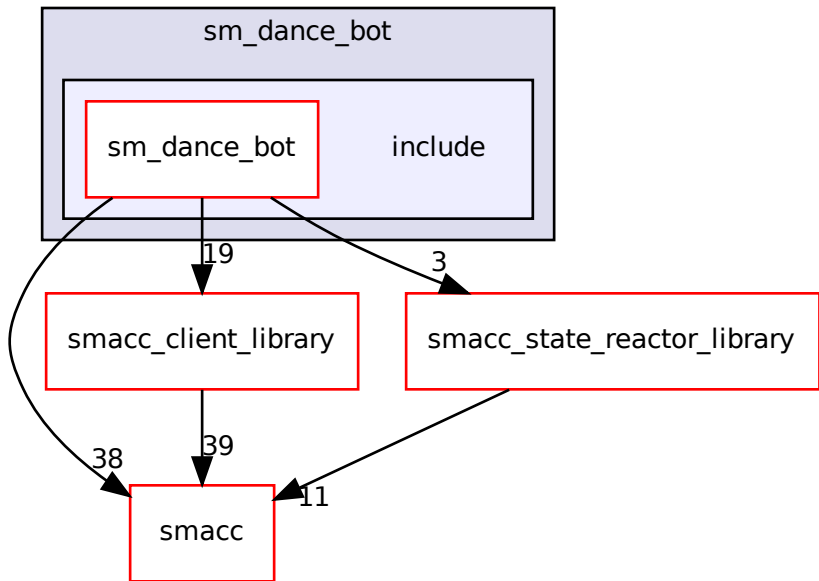 sm_dance_bot
sm_dance_bot
include
19
3
smacc_client_library
smacc_state_reactor_library
38
39
11
smacc